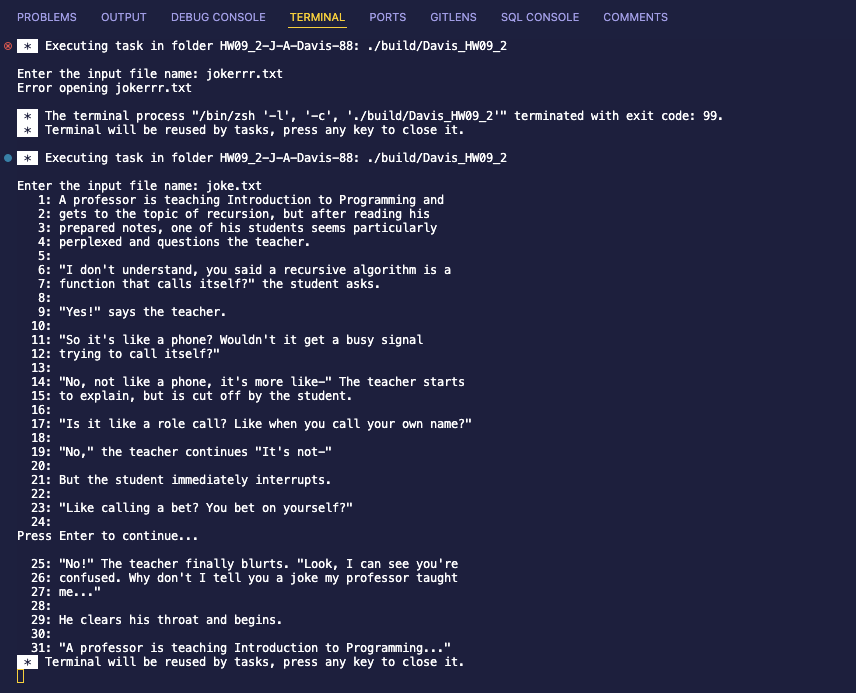 PROBLEMS OUTPUT DEBUG CONSOLE TERMINAL PORTS GITLENS SQL CONSOLE COMMENTS
* Executing task in folder HW09_2-J-A-Davis-88: ./build/Davis_HW09_2
Enter the input file name: jokerrr.txt
Error opening jokerrr.txt
* The terminal process "/bin/zsh '-l', '-c', './build/Davis_HW09_2'" terminated with exit code: 99.
* Terminal will be reused by tasks, press any key to close it.
* Executing task in folder HW09_2-J-A-Davis-88: ./build/Davis_HW09_2
Enter the input file name: joke.txt
1: A professor is teaching Introduction to Programming and
2: gets to the topic of recursion, but after reading his
3: prepared notes, one of his students seems particularly
4: perplexed and questions the teacher.
5:
6: "I don't understand, you said a recursive algorithm is a
7: function that calls itself?" the student asks.
8:
9: "Yes!" says the teacher.
10:
11: "So it's like a phone? Wouldn't it get a busy signal
12: trying to call itself?"
13:
14: "No, not like a phone, it's more like-" The teacher starts
15: to explain, but is cut off by the student.
16:
17: "Is it like a role call? Like when you call your own name?"
18:
19: "No," the teacher continues "It's not-"
20:
21: But the student immediately interrupts.
22:
23: "Like calling a bet? You bet on yourself?"
24:
Press Enter to continue...
25: "No!" The teacher finally blurts. "Look, I can see you're
26: confused. Why don't I tell you a joke my professor taught
27: me..."
28:
29: He clears his throat and begins.
30:
31: "A professor is teaching Introduction to Programming..."
* Terminal will be reused by tasks, press any key to close it.